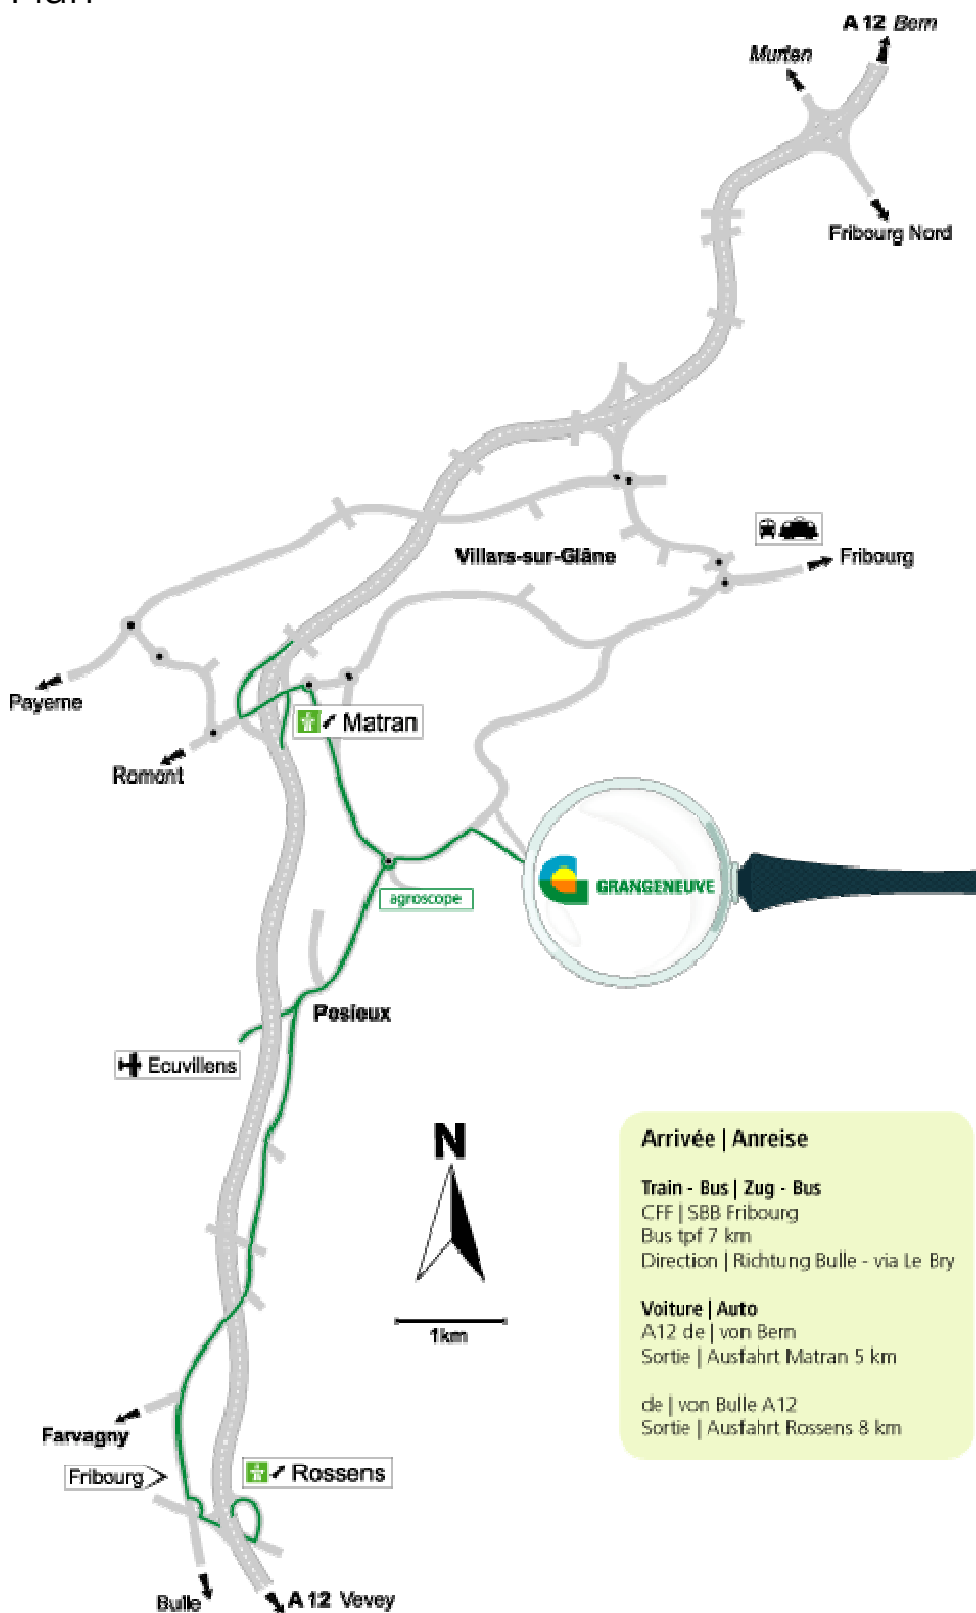 Plan
A12 Bern
Murten
Fribourg Nord
Villars-sur-Glâne
Fribourg
Payerne
Matran
Romont
GRANGENEUVE
agroscope
Posieux
Ecuvillens
N
1km
Arrivée | Anreise
Train - Bus | Zug - Bus
CFF | SBB Fribourg
Bus tpf 7 km
Direction | Richtung Bulle - via Le Bry
Voiture | Auto
A12 de | von Bern
Sortie | Ausfahrt Matran 5 km
de | von Bulle A12
Sortie | Ausfahrt Rossens 8 km
Farvagny
Fribourg
Rossens
Bulle
A12 Vevey